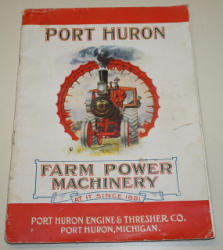 PORT HURON
FARM POWER
MACHINERY
AT IT SINCE 1851
PORT HURON ENGINE & THRESHER CO.
PORT HURON, MICHIGAN.